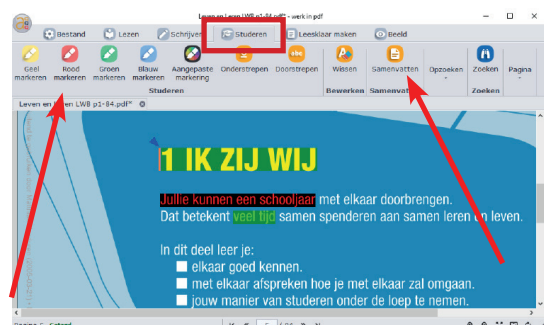 Leven en Leren LWB p1-84.pdf* - werk in pdf
Bestand Lezen Schrijven Studeren Leesklaar maken Beeld
Geel markeren Rood markeren Groen markeren Blauw markeren Aangepaste markering Onderstrepen Doorstrepen Wissen Samenvatten Opzoeken Zoeken Pagina
Studeren Bewerken Samenvatten Zoeken
Leven en Leren LWB p1-84.pdf*
1 IK ZIJ WIJ
Jullie kunnen een schooljaar met elkaar doorbrengen.
Dat betekent veel tijd samen spenderen aan samen leren en leven.
In dit deel leer je:
elkaar goed kennen.
met elkaar afspreken hoe je met elkaar zal omgaan.
jouw manier van studeren onder de loep te nemen.